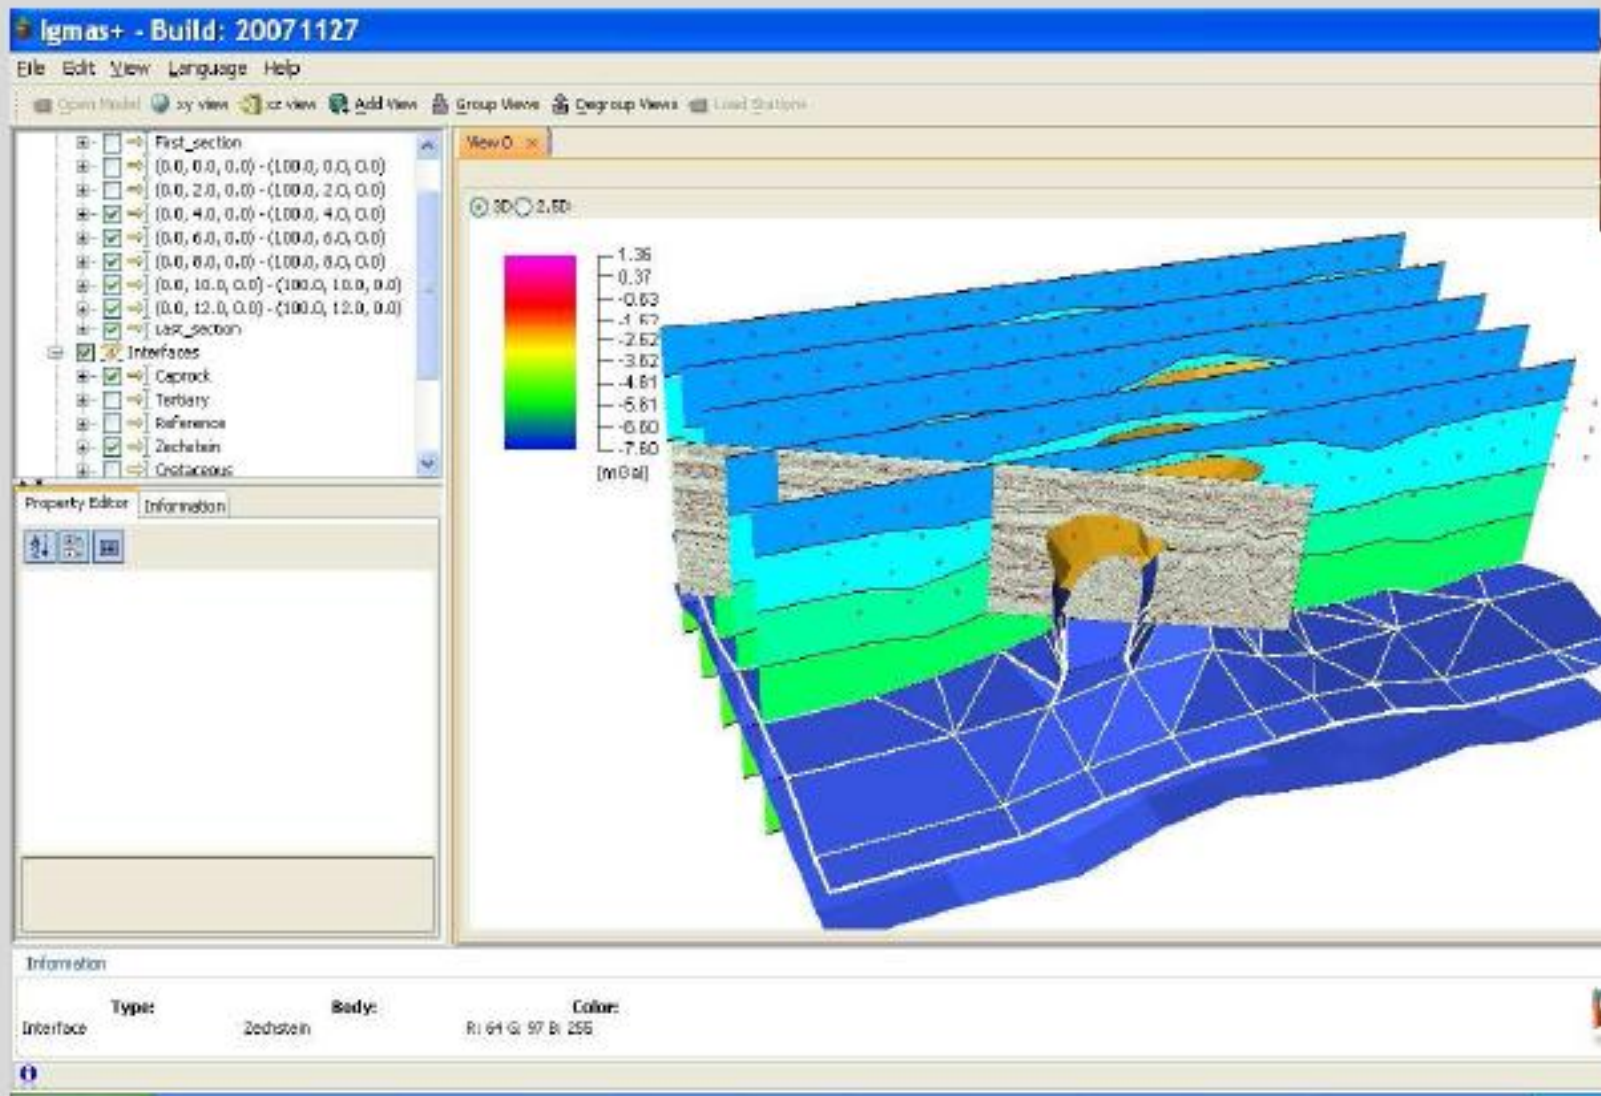 Igmas+ - Build: 20071127
File Edit View Language Help
Open Model xy view xz view Add View Group Views Degroup Views Load Stations
First_section
(0.0, 0.0, 0.0) - (100.0, 0.0, 0.0)
(0.0, 2.0, 0.0) - (100.0, 2.0, 0.0)
(0.0, 4.0, 0.0) - (100.0, 4.0, 0.0)
(0.0, 6.0, 0.0) - (100.0, 6.0, 0.0)
(0.0, 8.0, 0.0) - (100.0, 8.0, 0.0)
(0.0, 10.0, 0.0) - (100.0, 10.0, 0.0)
(0.0, 12.0, 0.0) - (100.0, 12.0, 0.0)
Last_section
Interfaces
Caprock
Tertiary
Reference
Zechstein
Cretaceous
Property Editor Information
View 0
3D 2.5D
1.36
0.37
-0.63
-1.62
-2.62
-3.62
-4.61
-5.61
-6.60
-7.60
[mGal]
Information
Type: Body: Color:
Interface Zechstein R: 64 G: 97 B: 255